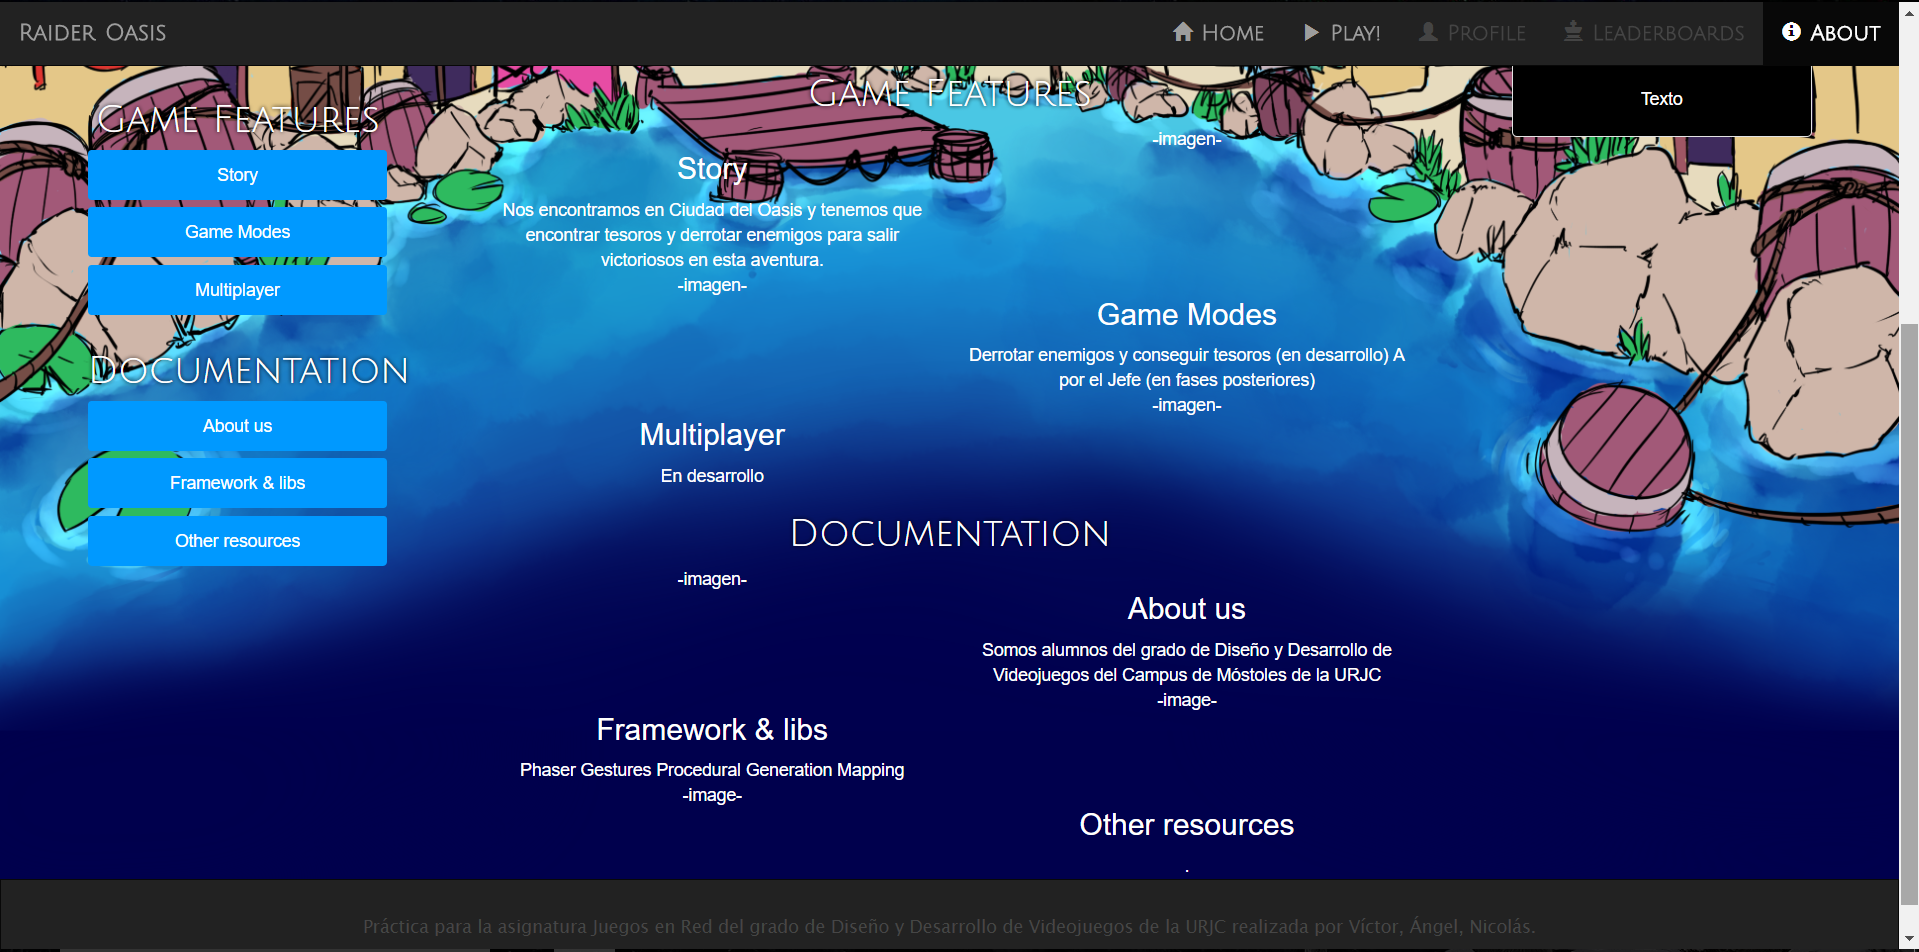 Raider Oasis
Home
Play!
Profile
Leaderboards
About
Game Features
Story
Game Modes
Multiplayer
Documentation
About us
Framework & libs
Other resources
Game Features
-imagen-
Story
Nos encontramos en Ciudad del Oasis y tenemos que
encontrar tesoros y derrotar enemigos para salir
victoriosos en esta aventura.
-imagen-
Game Modes
Derrotar enemigos y conseguir tesoros (en desarrollo) A
por el Jefe (en fases posteriores)
-imagen-
Multiplayer
En desarrollo
Documentation
-imagen-
About us
Somos alumnos del grado de Diseño y Desarrollo de
Videojuegos del Campus de Móstoles de la URJC
-image-
Framework & libs
Phaser Gestures Procedural Generation Mapping
-image-
Other resources
.
Texto
Práctica para la asignatura Juegos en Red del grado de Diseño y Desarrollo de Videojuegos de la URJC realizada por Víctor, Ángel, Nicolás.